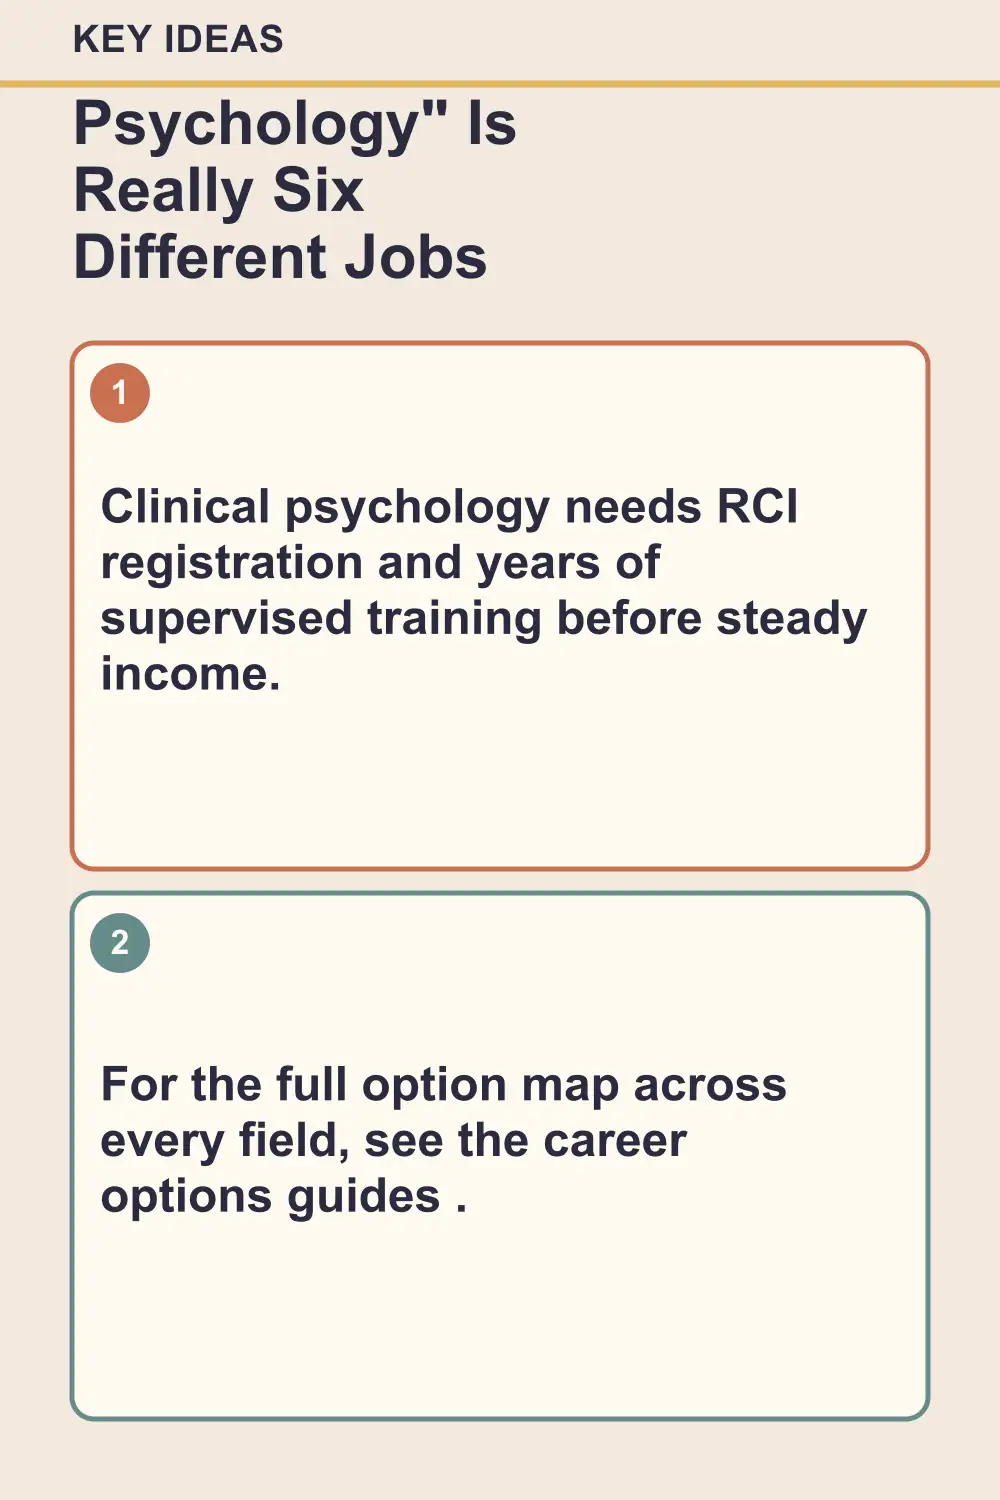 KEY IDEAS
Psychology" Is
Really Six
Different Jobs
1
Clinical psychology needs RCI
registration and years of
supervised training before steady
income.
2
For the full option map across
every field, see the career
options guides .